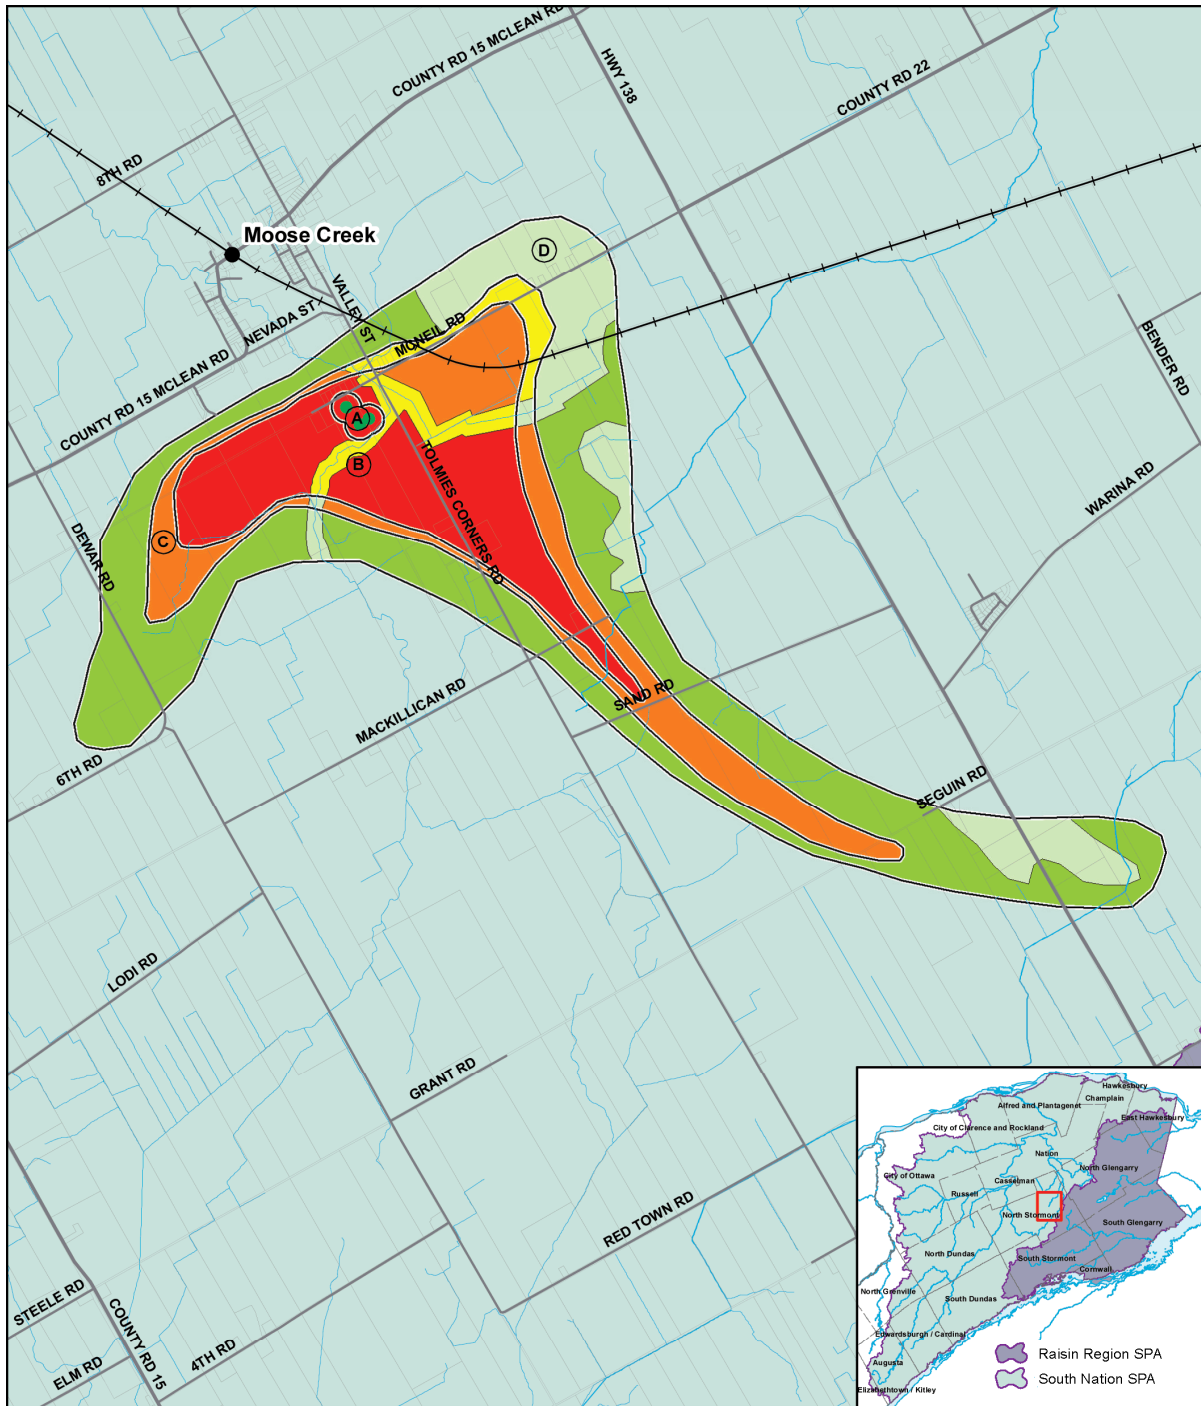 COUNTY RD 15 MCLEAN RD
HWY 138
COUNTY RD 22
8TH RD
Moose Creek
D
VALLEY ST
NEVADA ST
MCNEIL RD
BENDER RD
COUNTY RD 15 MCLEAN RD
A
B
TOLMIES CORNERS RD
WARINA RD
C
DEWAR RD
SAND RD
MACKILLICAN RD
6TH RD
SEGUIN RD
LODI RD
GRANT RD
RED TOWN RD
STEELE RD
COUNTY RD 15
4TH RD
ELM RD
Hawkesbury
Champlain
Alfred and Plantagenet
East Hawkesbury
City of Clarence and Rockland
Nation
North Glengarry
City of Ottawa
Casselman
Russell
North Stormont
South Glengarry
North Dundas
South Stormont
Cornwall
North Grenville
South Dundas
Edwardsburgh / Cardinal
Augusta
Elizabethtown / Kitley
Raisin Region SPA
South Nation SPA